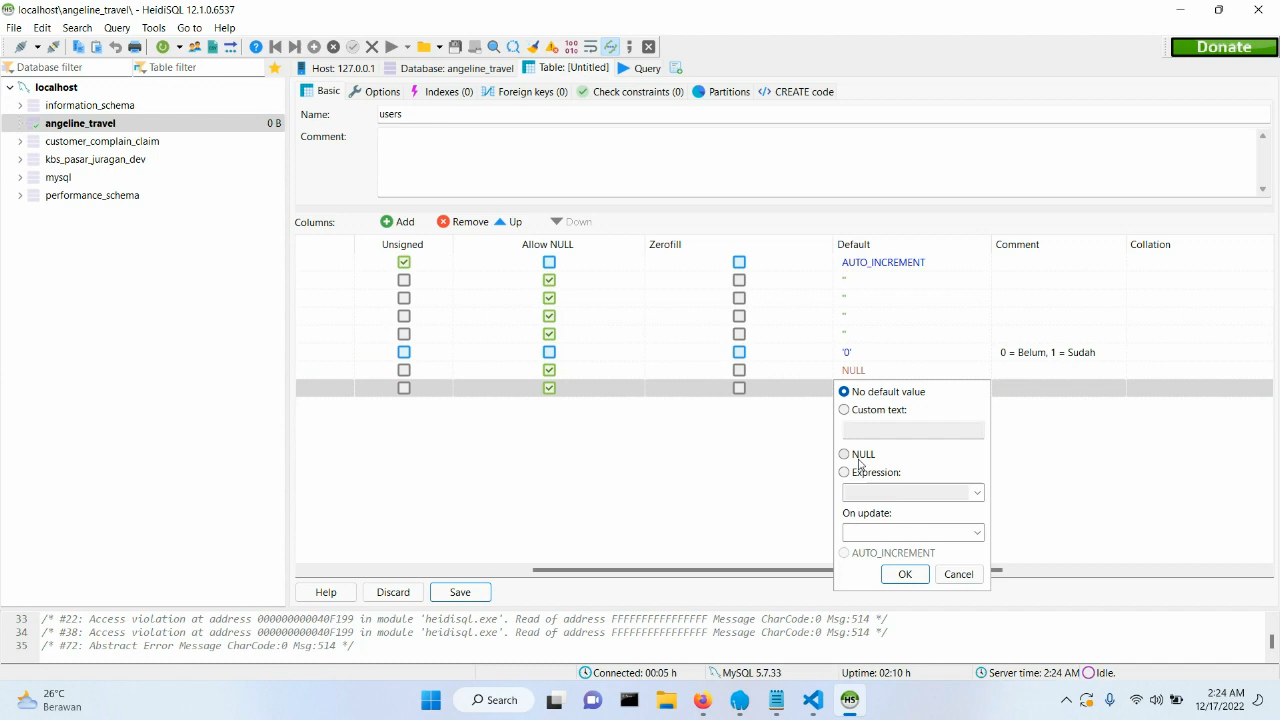 localhost\angeline_travel\ - HeidiSQL 12.1.0.6537
File Edit Search Query Tools Go to Help
Donate
Database filter Table filter
Host: 127.0.0.1 Database: angeline_travel Table: [Untitled] Query
localhost
information_schema
angeline_travel 0 B
customer_complain_claim
kbs_pasar_juragan_dev
mysql
performance_schema
Basic Options Indexes (0) Foreign keys (0) Check constraints (0) Partitions CREATE code
Name: users
Comment:
Columns: Add Remove Up Down
Unsigned Allow NULL Zerofill Default Comment Collation
AUTO_INCREMENT
''
''
''
''
'0' 0 = Belum, 1 = Sudah
NULL
No default value
Custom text:
NULL
Expression:
On update:
AUTO_INCREMENT
OK Cancel
Help Discard Save
33 /* #22: Access violation at address 000000000040F199 in module 'heidisql.exe'. Read of address FFFFFFFFFFFFFFFF Message CharCode:0 Msg:514 */
34 /* #38: Access violation at address 000000000040F199 in module 'heidisql.exe'. Read of address FFFFFFFFFFFFFFFF Message CharCode:0 Msg:514 */
35 /* #72: Abstract Error Message CharCode:0 Msg:514 */
Connected: 00:05 h MySQL 5.7.33 Uptime: 02:10 h Server time: 2:24 AM Idle.
26°C
Berawan
Search
HS
2:24 AM
12/17/2022